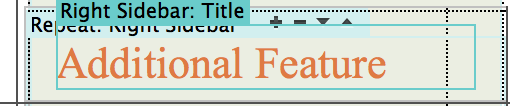 Right Sidebar: Title
Repeat: Right Sidebar
Additional Feature